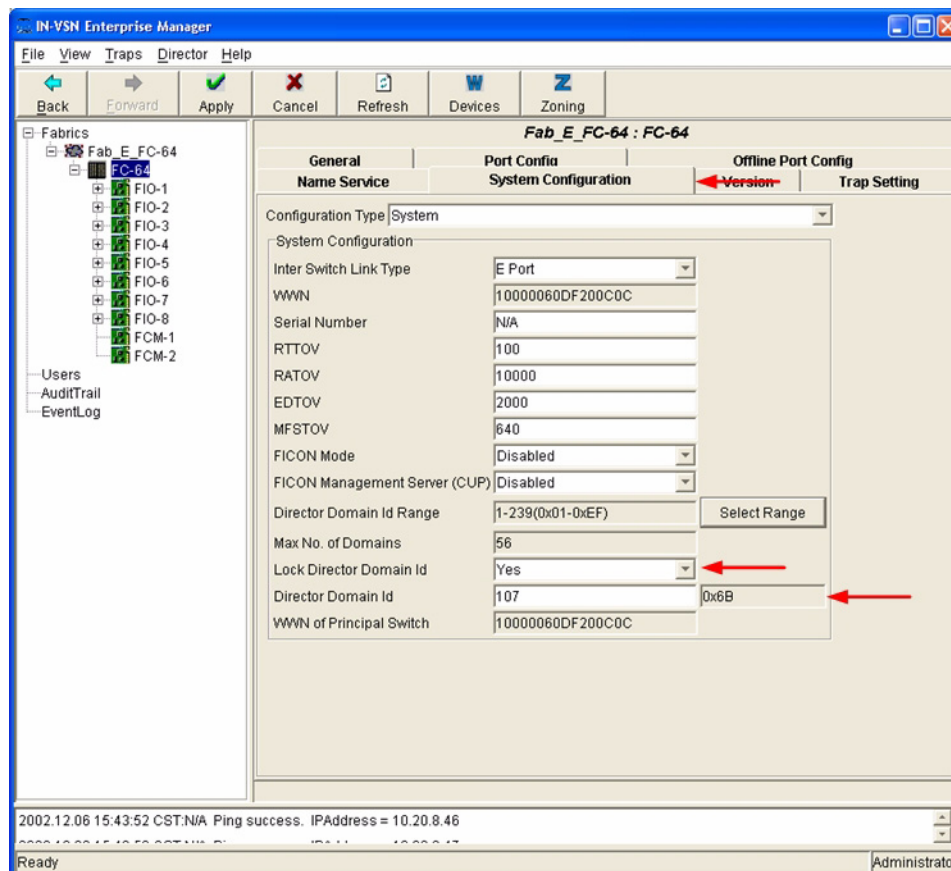 IN-VSN Enterprise Manager
File View Traps Director Help
Back Forward Apply Cancel Refresh Devices Zoning
Fabrics
Fab_E_FC-64
FC-64
FIO-1
FIO-2
FIO-3
FIO-4
FIO-5
FIO-6
FIO-7
FIO-8
FCM-1
FCM-2
Users
AuditTrail
EventLog
Fab_E_FC-64 : FC-64
General Port Config Offline Port Config
Name Service System Configuration Version Trap Setting
Configuration Type System
System Configuration
Inter Switch Link Type E Port
WWN 10000060DF200C0C
Serial Number N/A
RTTOV 100
RATOV 10000
EDTOV 2000
MFSTOV 640
FICON Mode Disabled
FICON Management Server (CUP) Disabled
Director Domain Id Range 1-239(0x01-0xEF) Select Range
Max No. of Domains 56
Lock Director Domain Id Yes
Director Domain Id 107 0x6B
WWN of Principal Switch 10000060DF200C0C
2002.12.06 15:43:52 CST:N/A Ping success. IPAddress = 10.20.8.46
Ready Administrato